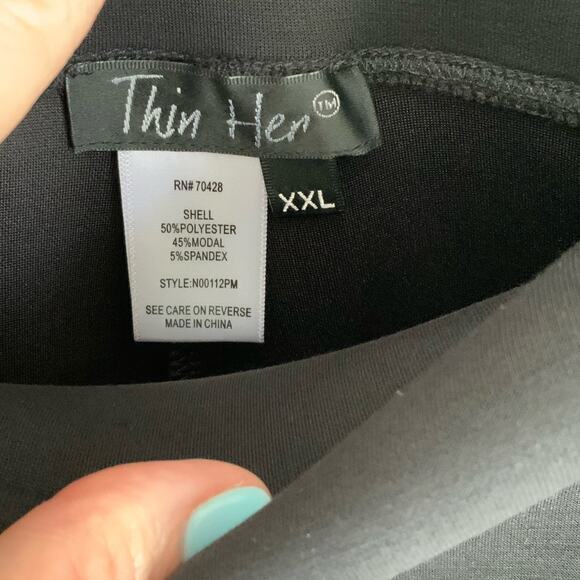 Thin Her™
XXL
RN# 70428
SHELL
50%POLYESTER
45%MODAL
5%SPANDEX
STYLE:N00112PM
SEE CARE ON REVERSE
MADE IN CHINA